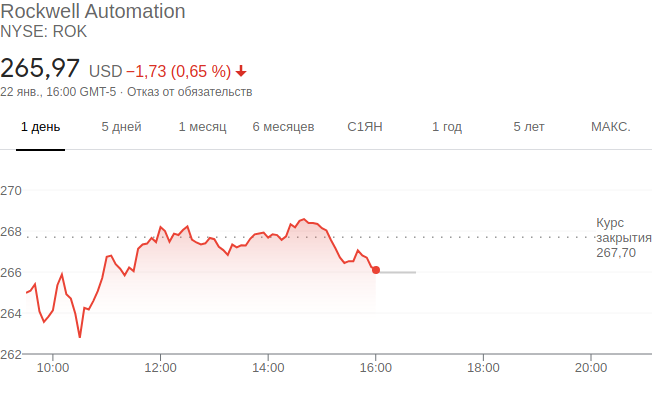 Rockwell Automation
NYSE: ROK
265,97 USD −1,73 (0,65 %)
22 янв., 16:00 GMT-5 · Отказ от обязательств
1 день 5 дней 1 месяц 6 месяцев С1ЯН 1 год 5 лет МАКС.
270
268
266
264
262
Курс
закрытия
267,70
10:00 12:00 14:00 16:00 18:00 20:00